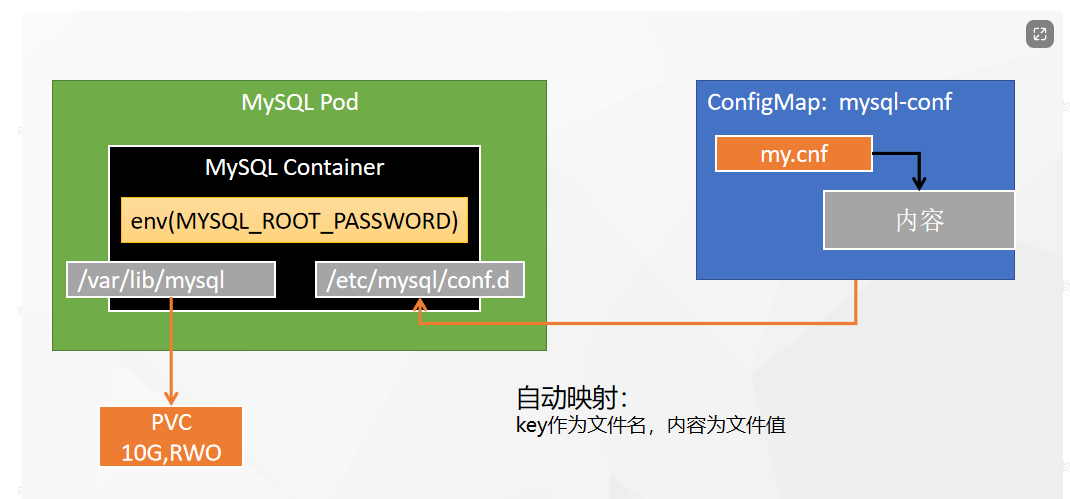 MySQL Pod
MySQL Container
env(MYSQL_ROOT_PASSWORD)
/var/lib/mysql
/etc/mysql/conf.d
PVC
10G,RWO
ConfigMap: mysql-conf
my.cnf
内容
自动映射：
key作为文件名，内容为文件值